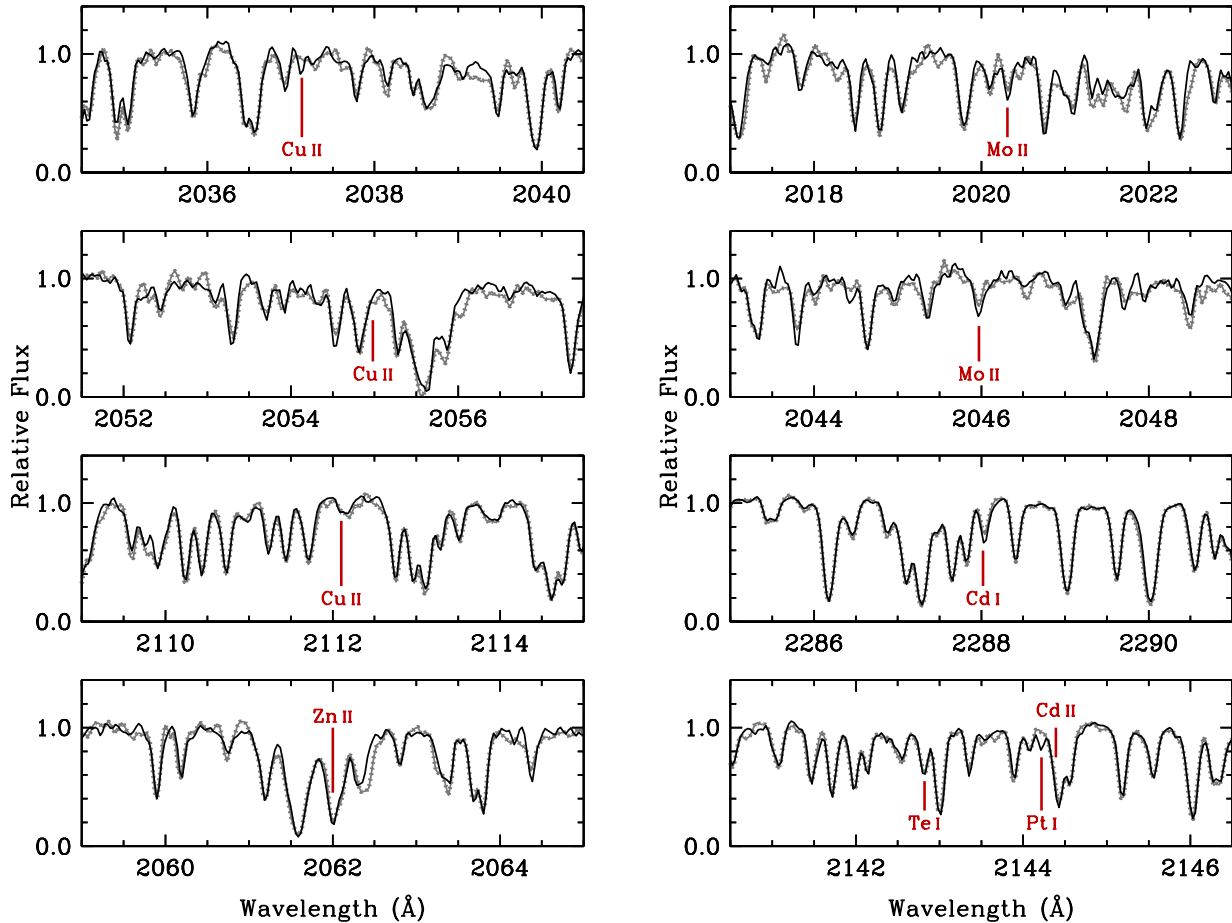 1.0
Cu II
0.0
2036 2038 2040
1.0
Cu II
0.0
2052 2054 2056
1.0
Cu II
0.0
2110 2112 2114
Zn II
1.0
0.0
2060 2062 2064
Relative Flux
Wavelength (Å)
1.0
Mo II
0.0
2018 2020 2022
1.0
Mo II
0.0
2044 2046 2048
1.0
Cd I
0.0
2286 2288 2290
Cd II
1.0
Te I Pt I
0.0
2142 2144 2146
Relative Flux
Wavelength (Å)